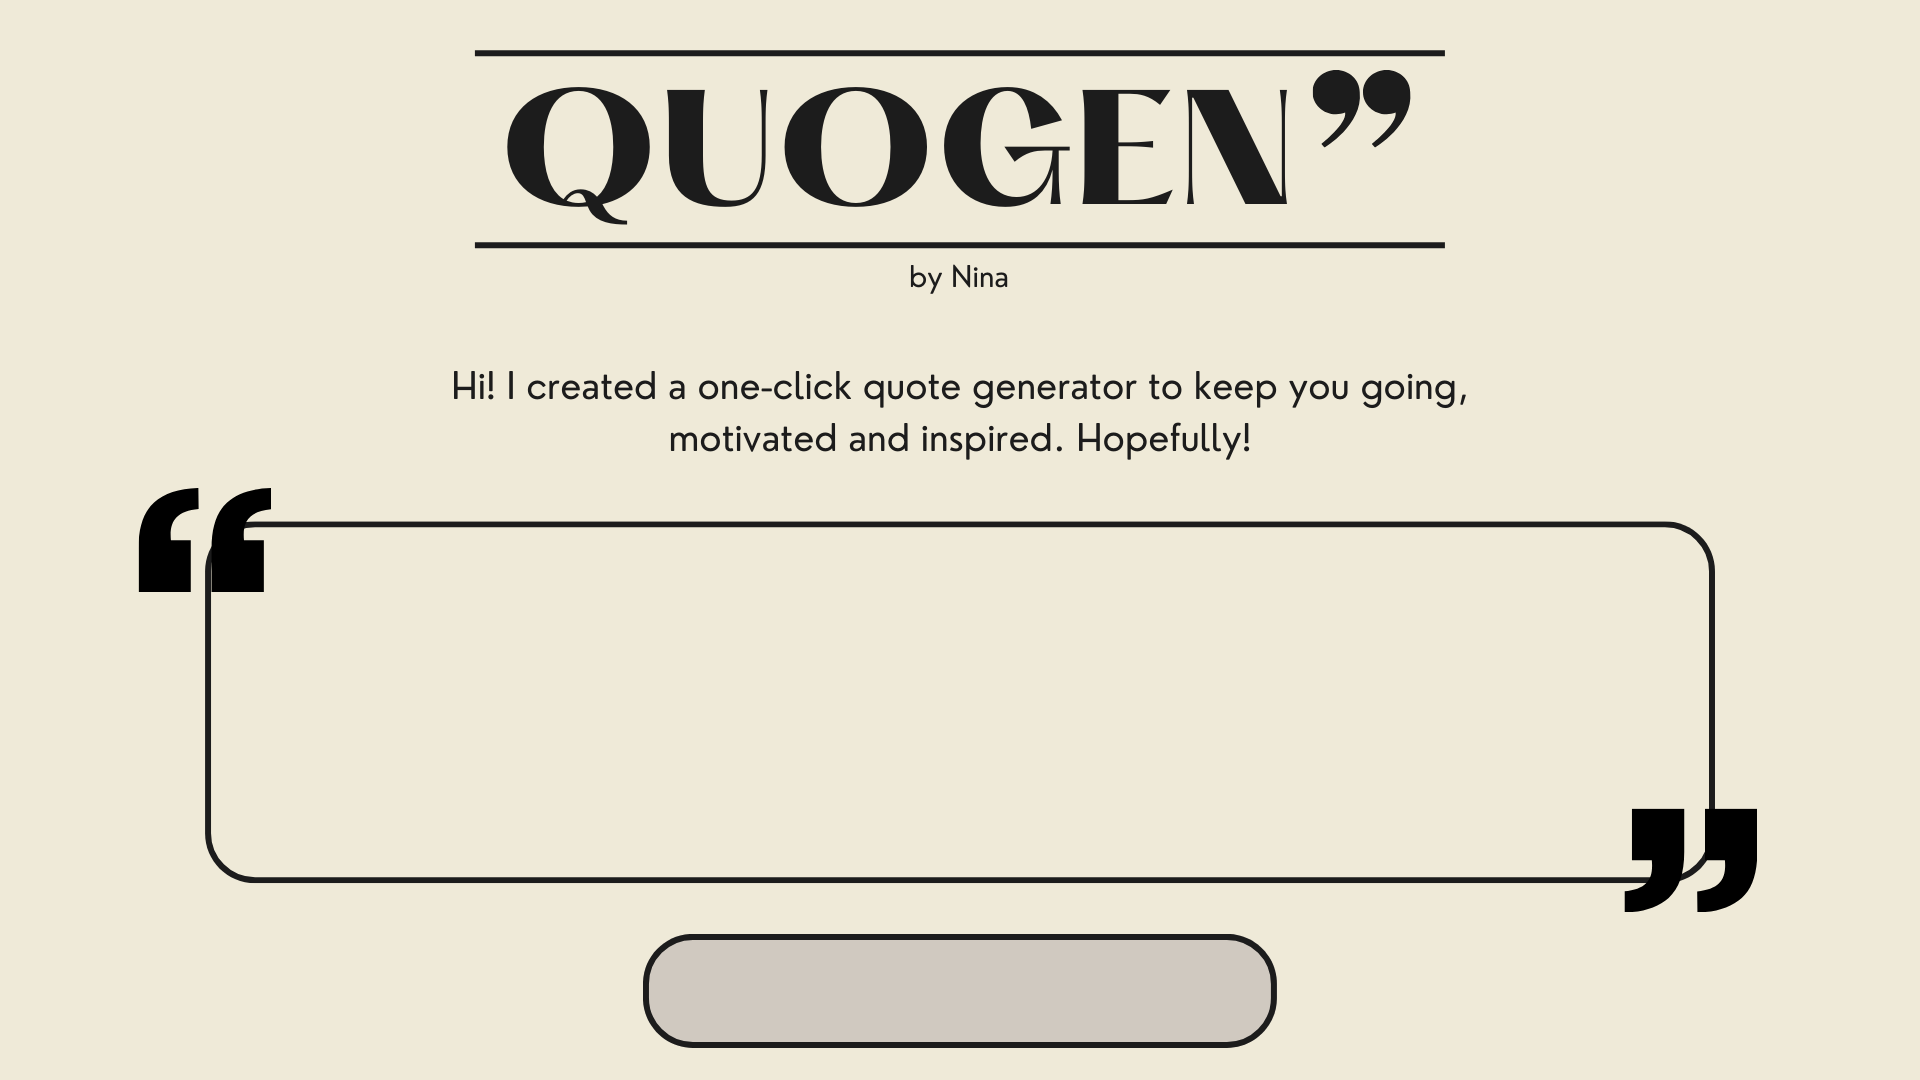 QUOGEN”
by Nina
Hi! I created a one-click quote generator to keep you going,
motivated and inspired. Hopefully!
“
”